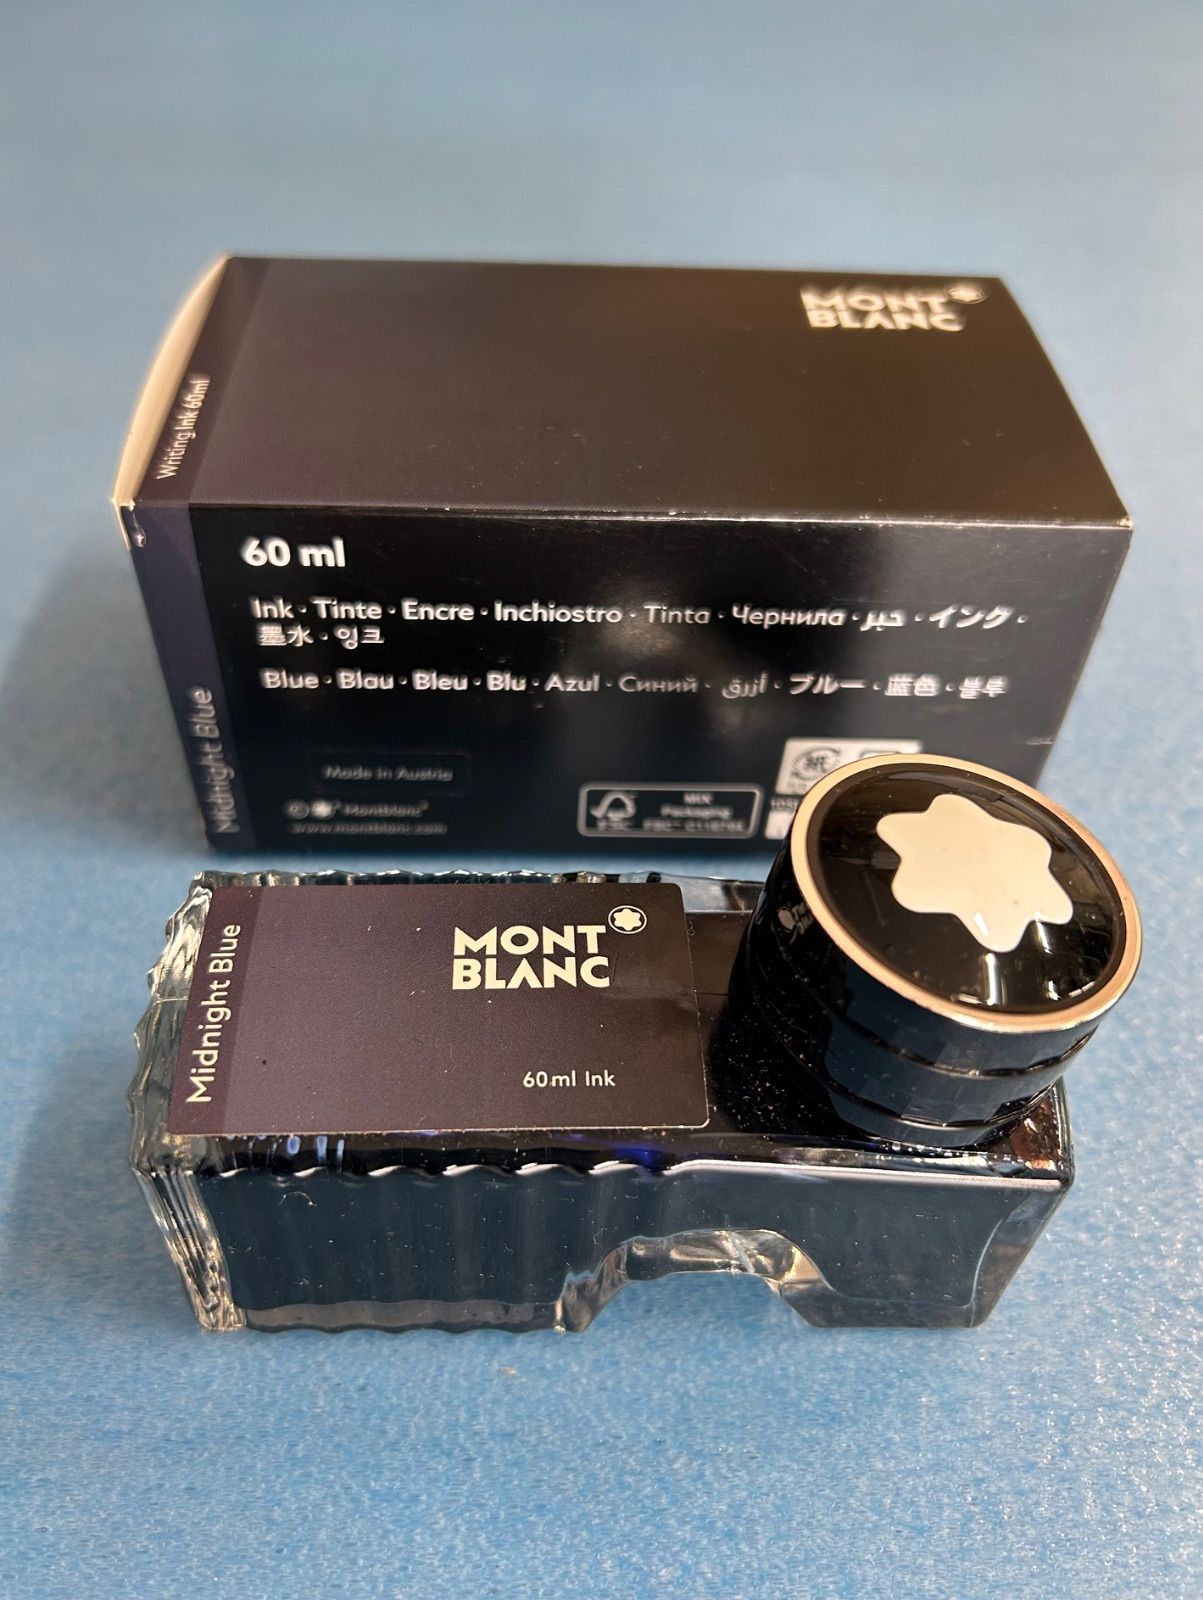 MONT
BLANC
Writing Ink 60ml
60 ml
Ink · Tinte · Encre · Inchiostro · Tinta · Чернила · حبر · インク ·
墨水 · 잉크
Blue · Blau · Bleu · Blu · Azul · Синий · أزرق · ブルー · 蓝色 · 블루
Midnight Blue
Made in Austria
© Montblanc®
www.montblanc.com
MIX
Packaging
FSC
Midnight Blue
MONT
BLANC
60ml Ink